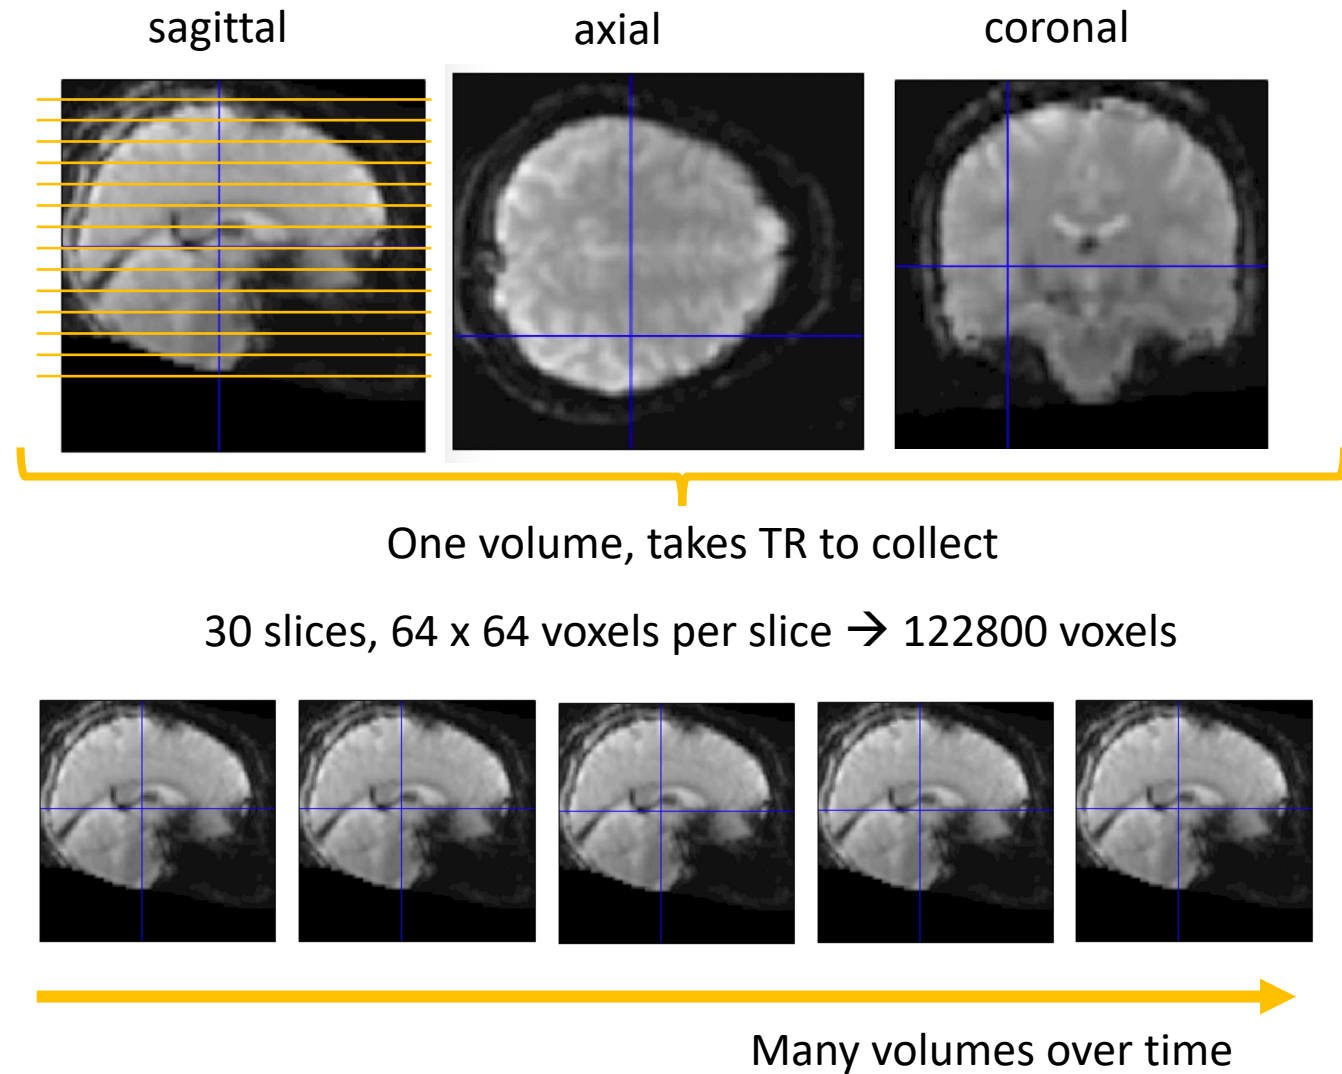 sagittal
axial
coronal
One volume, takes TR to collect
30 slices, 64 x 64 voxels per slice → 122800 voxels
Many volumes over time